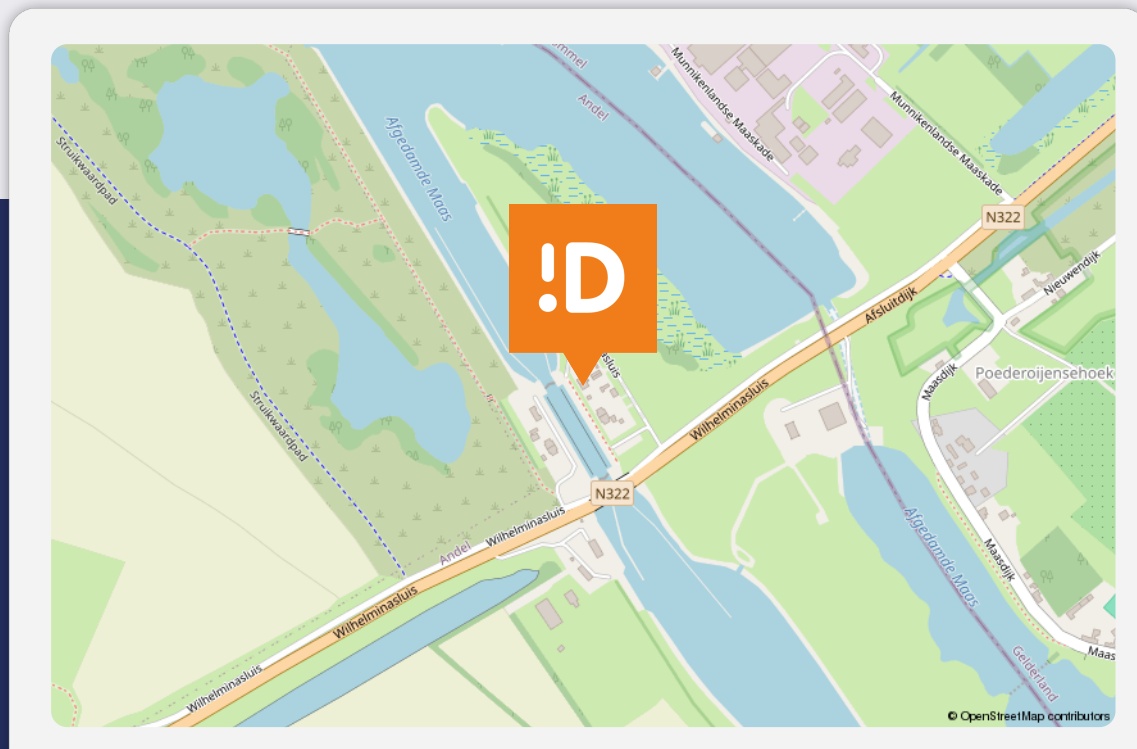 Andel
Munnikenlandse Maaskade
Munnikenlandse Maaskade
Afgedamde Maas
Struikwaardpad
N322
!D
Nieuwendijk
Afsluitdijk
Poederoijensehoek
Maasdijk
Wilhelminasluis
Struikwaardpad
N322
Wilhelminasluis
Andel
Afgedamde Maas
Maasdijk
Wilhelminasluis
Wilhelminasluis
Gelderland
Maas
© OpenStreetMap contributors